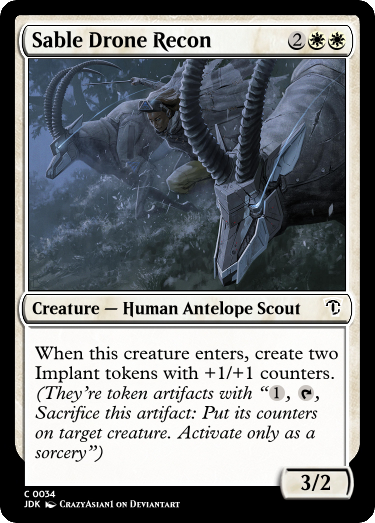 Sable Drone Recon 2
Creature — Human Antelope Scout
When this creature enters, create two
Implant tokens with +1/+1 counters.
(They're token artifacts with “1, ,
Sacrifice this artifact: Put its counters
on target creature. Activate only as a
sorcery”)
3/2
C 0034
JDK CrazyAsian1 on Deviantart